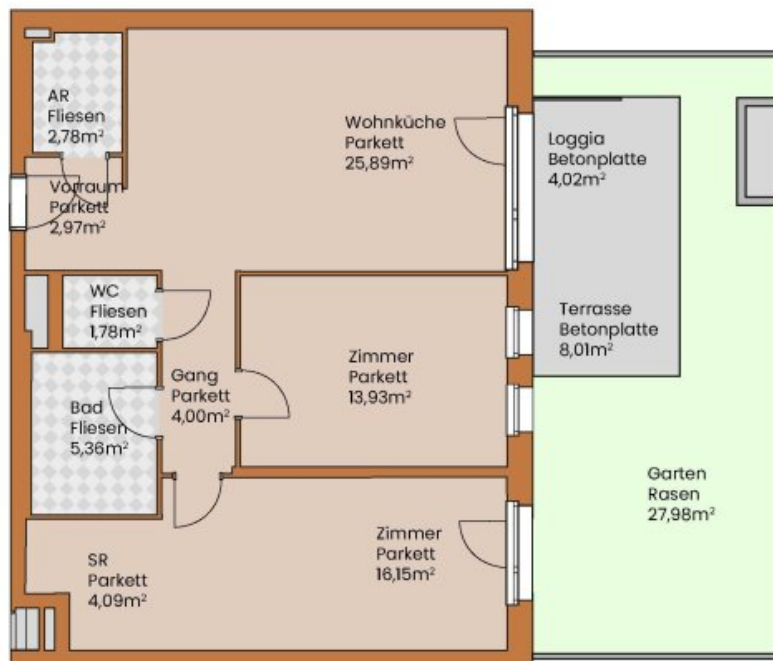 AR
Fliesen
2,78m²
Vorraum
Parkett
2,97m²
Wohnküche
Parkett
25,89m²
Loggia
Betonplatte
4,02m²
WC
Fliesen
1,78m²
Terrasse
Betonplatte
8,01m²
Gang
Parkett
4,00m²
Zimmer
Parkett
13,93m²
Bad
Fliesen
5,36m²
Garten
Rasen
27,98m²
SR
Parkett
4,09m²
Zimmer
Parkett
16,15m²